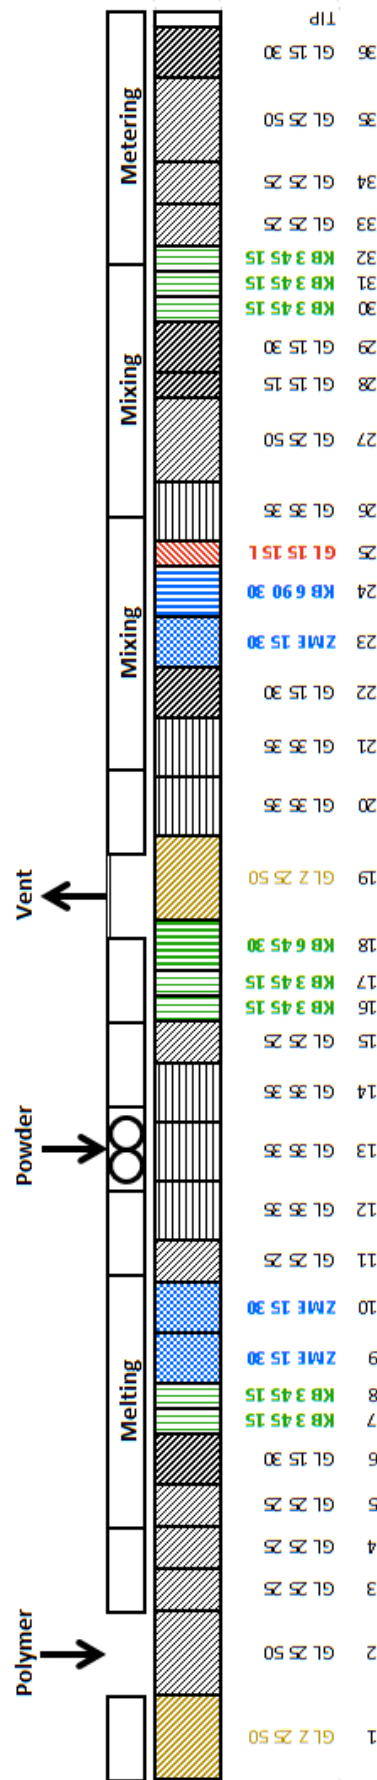 TIP
GL 15 30 36
GL 25 50 35
GL 25 25 34
GL 25 25 33
KB 3 45 15 32
KB 3 45 15 31
KB 3 45 15 30
GL 15 30 29
GL 15 15 28
GL 25 50 27
GL 35 35 26
GL 15 15 L 25
KB 6 90 30 24
ZME 15 30 23
GL 15 30 22
GL 35 35 21
GL 35 35 20
GLZ 25 50 19
KB 6 45 30 18
KB 3 45 15 17
KB 3 45 15 16
GL 25 25 15
GL 35 35 14
GL 35 35 13
GL 35 35 12
GL 25 25 11
ZME 15 30 10
ZME 15 30 9
KB 3 45 15 8
KB 3 45 15 7
GL 15 30 6
GL 25 25 5
GL 25 25 4
GL 25 25 3
GL 25 50 2
GLZ 25 50 1
Metering
Mixing
Mixing
Vent
Powder
Melting
Polymer